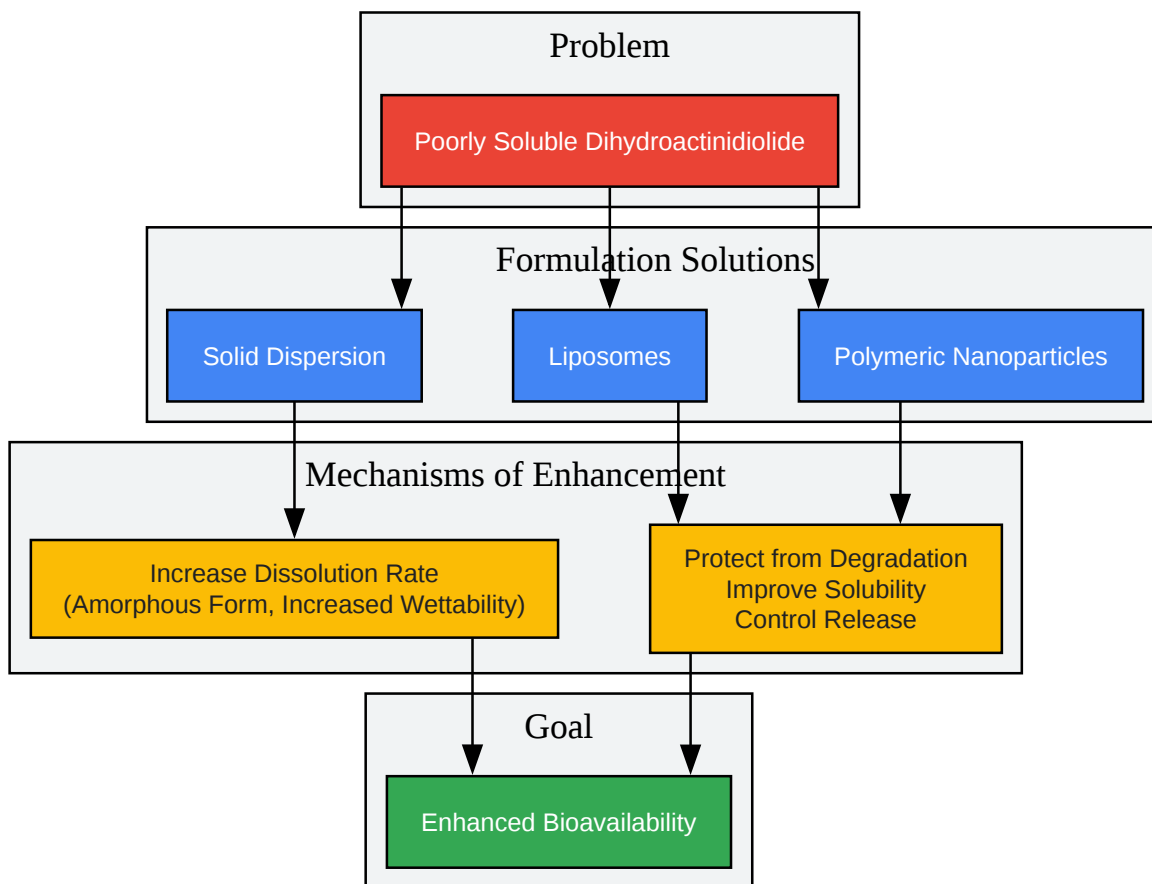 Problem
Poorly Soluble Dihydroactinidiolide
Formulation Solutions
Solid Dispersion
Liposomes
Polymeric Nanoparticles
Mechanisms of Enhancement
Increase Dissolution Rate
(Amorphous Form, Increased Wettability)
Protect from Degradation
Improve Solubility
Control Release
Goal
Enhanced Bioavailability